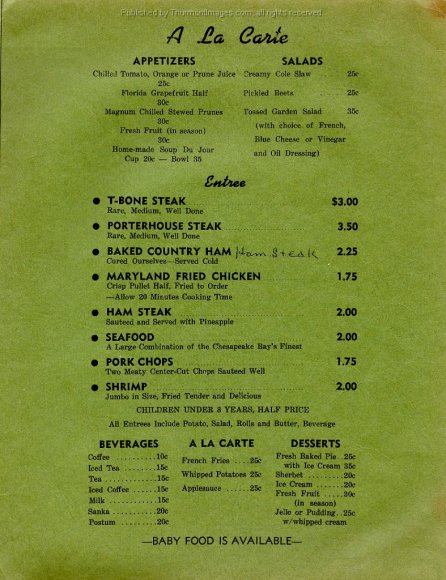 Published by Thurmontimages.com, all rights reserved
A La Carte
APPETIZERS
Chilled Tomato, Orange or Prune Juice
25c
Florida Grapefruit Half
30c
Magnum Chilled Stewed Prunes
30c
Fresh Fruit (in season)
30c
Home-made Soup Du Jour
Cup 20c — Bowl 35
SALADS
Creamy Cole Slaw ..... 25c
Pickled Beets ..... 25c
Tossed Garden Salad 35c
(with choice of French,
Blue Cheese or Vinegar
and Oil Dressing)
Entree
● T-BONE STEAK $3.00
Rare, Medium, Well Done
● PORTERHOUSE STEAK 3.50
Rare, Medium, Well Done
● BAKED COUNTRY HAM Ham Steak 2.25
Cured Ourselves—Served Cold
● MARYLAND FRIED CHICKEN 1.75
Crisp Pullet Half, Fried to Order
—Allow 20 Minutes Cooking Time
● HAM STEAK 2.00
Sauteed and Served with Pineapple
● SEAFOOD 2.00
A Large Combination of the Chesapeake Bay's Finest
● PORK CHOPS 1.75
Two Meaty Center-Cut Chops Sauteed Well
● SHRIMP 2.00
Jumbo in Size, Fried Tender and Delicious
CHILDREN UNDER 8 YEARS, HALF PRICE
All Entrees Include Potato, Salad, Rolls and Butter, Beverage
BEVERAGES
Coffee ..........10c
Iced Tea ........15c
Tea .............15c
Iced Coffee ......15c
Milk ............15c
Sanka ..........20c
Postum .........20c
A LA CARTE
French Fries ....25c
Whipped Potatoes 25c
Applesauce .....25c
DESSERTS
Fresh Baked Pie .25c
with Ice Cream 35c
Sherbet .........20c
Ice Cream .......20c
Fresh Fruit .....30c
(in season)
Jello or Pudding..25c
w/whipped cream
—BABY FOOD IS AVAILABLE—